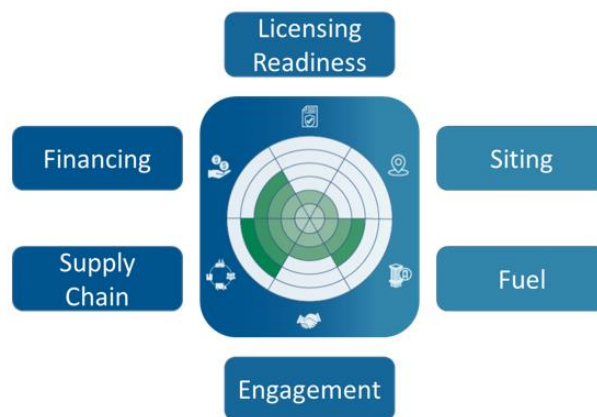 Licensing
Readiness
Financing
Siting
Supply
Chain
Fuel
Engagement